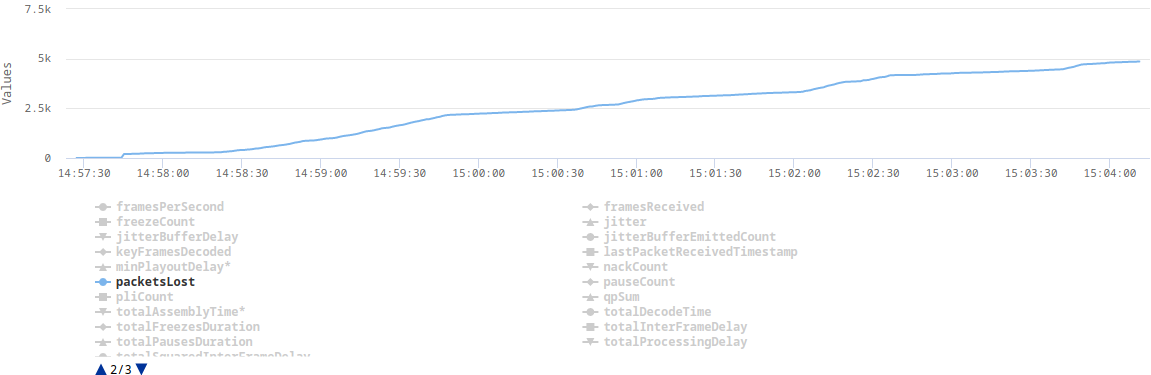 7.5k
5k
2.5k
0
Values
14:57:30 14:58:00 14:58:30 14:59:00 14:59:30 15:00:00 15:00:30 15:01:00 15:01:30 15:02:00 15:02:30 15:03:00 15:03:30 15:04:00
framesPerSecond framesReceived
freezeCount jitter
jitterBufferDelay jitterBufferEmittedCount
keyFramesDecoded lastPacketReceivedTimestamp
minPlayoutDelay* nackCount
packetsLost pauseCount
pliCount qpSum
totalAssemblyTime* totalDecodeTime
totalFreezesDuration totalInterFrameDelay
totalPausesDuration totalProcessingDelay
totalSquaredInterFrameDelay
2/3